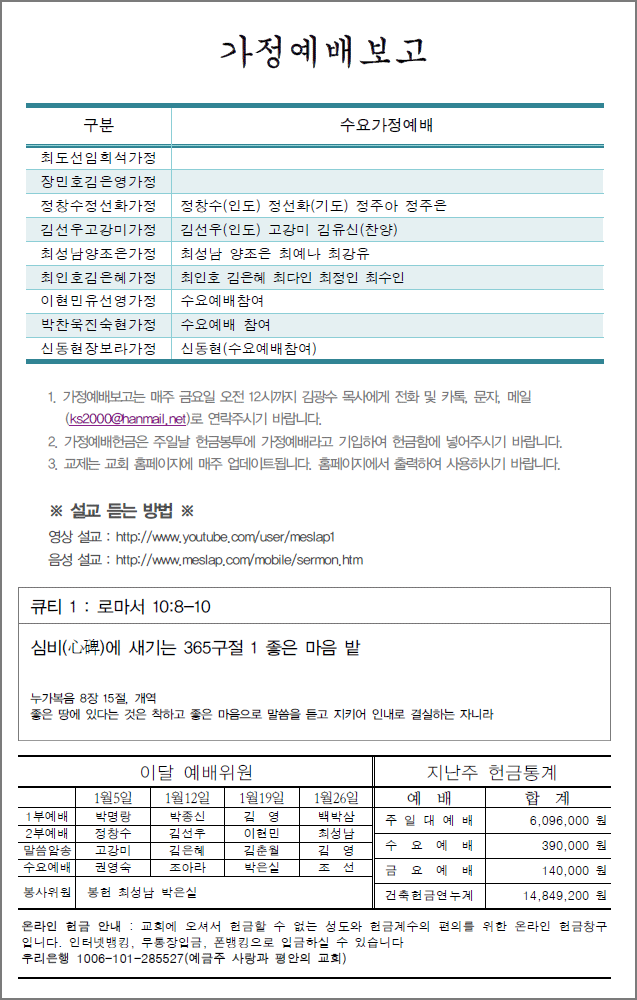 가정예배보고
구분 수요가정예배
최도선임희석가정
장민호김은영가정
정창수정선화가정 정창수(인도) 정선화(기도) 정주아 정주은
김선우고강미가정 김선우(인도) 고강미 김유신(찬양)
최성남양조은가정 최성남 양조은 최예나 최강유
최인호김은혜가정 최인호 김은혜 최다인 최정인 최수인
이현민유선영가정 수요예배참여
박찬욱진숙현가정 수요예배 참여
신동현장보라가정 신동현(수요예배참여)
1. 가정예배보고는 매주 금요일 오전 12시까지 김광수 목사에게 전화 및 카톡, 문자, 메일
(ks2000@hanmail.net)로 연락주시기 바랍니다.
2. 가정예배헌금은 주일날 헌금봉투에 가정예배라고 기입하여 헌금함에 넣어주시기 바랍니다.
3. 교제는 교회 홈페이지에 매주 업데이트됩니다. 홈페이지에서 출력하여 사용하시기 바랍니다.
※ 설교 듣는 방법 ※
영상 설교 : http://www.youtube.com/user/meslap1
음성 설교 : http://www.meslap.com/mobile/sermon.htm
큐티 1 : 로마서 10:8-10
심비(心碑)에 새기는 365구절 1 좋은 마음 밭
누가복음 8장 15절, 개역
좋은 땅에 있다는 것은 착하고 좋은 마음으로 말씀을 듣고 지키어 인내로 결실하는 자니라
이달 예배위원
1월5일 1월12일 1월19일 1월26일
1부예배 박명랑 박종신 김 영 백박삼
2부예배 정창수 김선우 이현민 최성남
말씀암송 고강미 김은혜 김춘월 김 영
수요예배 권영숙 조아라 박은실 조 선
봉사위원 봉헌 최성남 박은실
지난주 헌금통계
예 배 합 계
주 일 대 예 배 6,096,000 원
수 요 예 배 390,000 원
금 요 예 배 140,000 원
건축헌금연누계 14,849,200 원
온라인 헌금 안내 : 교회에 오셔서 헌금할 수 없는 성도와 헌금계수의 편의를 위한 온라인 헌금창구
입니다. 인터넷뱅킹, 무통장입금, 폰뱅킹으로 입금하실 수 있습니다
우리은행 1006-101-285527(예금주 사랑과 평안의 교회)